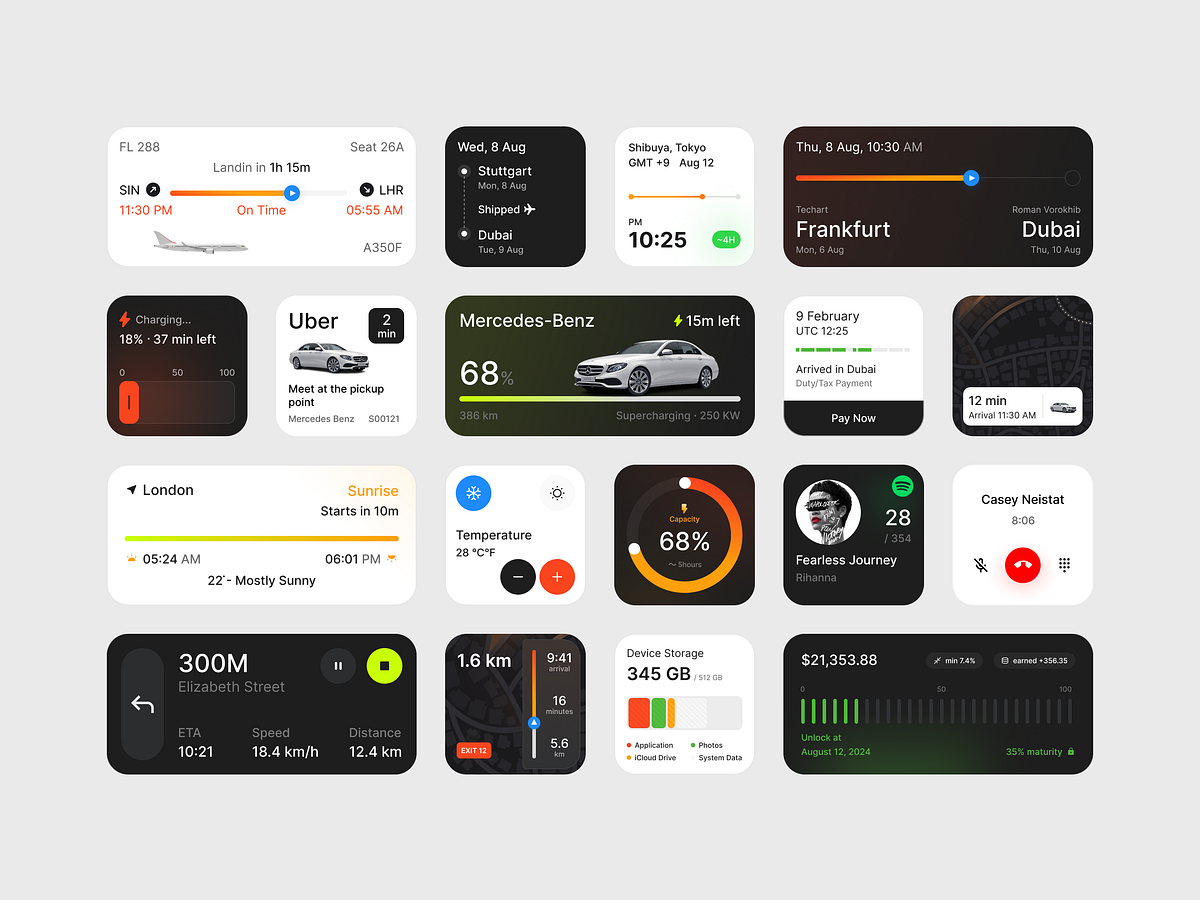 FL 288
Seat 26A
Landin in 1h 15m
SIN
LHR
11:30 PM
On Time
05:55 AM
A350F
Wed, 8 Aug
Stuttgart
Mon, 8 Aug
Shipped
Dubai
Tue, 9 Aug
Shibuya, Tokyo
GMT +9 Aug 12
PM
10:25
~4H
Thu, 8 Aug, 10:30 AM
Techart
Roman Vorokhib
Frankfurt
Dubai
Mon, 6 Aug
Thu, 10 Aug
Charging...
18% · 37 min left
0 50 100
Uber
2
min
Meet at the pickup
point
Mercedes Benz S00121
Mercedes-Benz
15m left
68%
386 km
Supercharging · 250 KW
9 February
UTC 12:25
Arrived in Dubai
Duty/Tax Payment
Pay Now
12 min
Arrival 11:30 AM
London
Sunrise
Starts in 10m
05:24 AM
06:01 PM
22°- Mostly Sunny
Temperature
28 °C°F
Capacity
68%
~ 5hours
28
/ 354
Fearless Journey
Rihanna
Casey Neistat
8:06
300M
Elizabeth Street
ETA Speed Distance
10:21 18.4 km/h 12.4 km
1.6 km
9:41
arrival
16
minutes
5.6
km
EXIT 12
Device Storage
345 GB / 512 GB
Application Photos
iCloud Drive System Data
$21,353.88
min 7.4%
earned +356.35
0 50 100
Unlock at
August 12, 2024
35% maturity